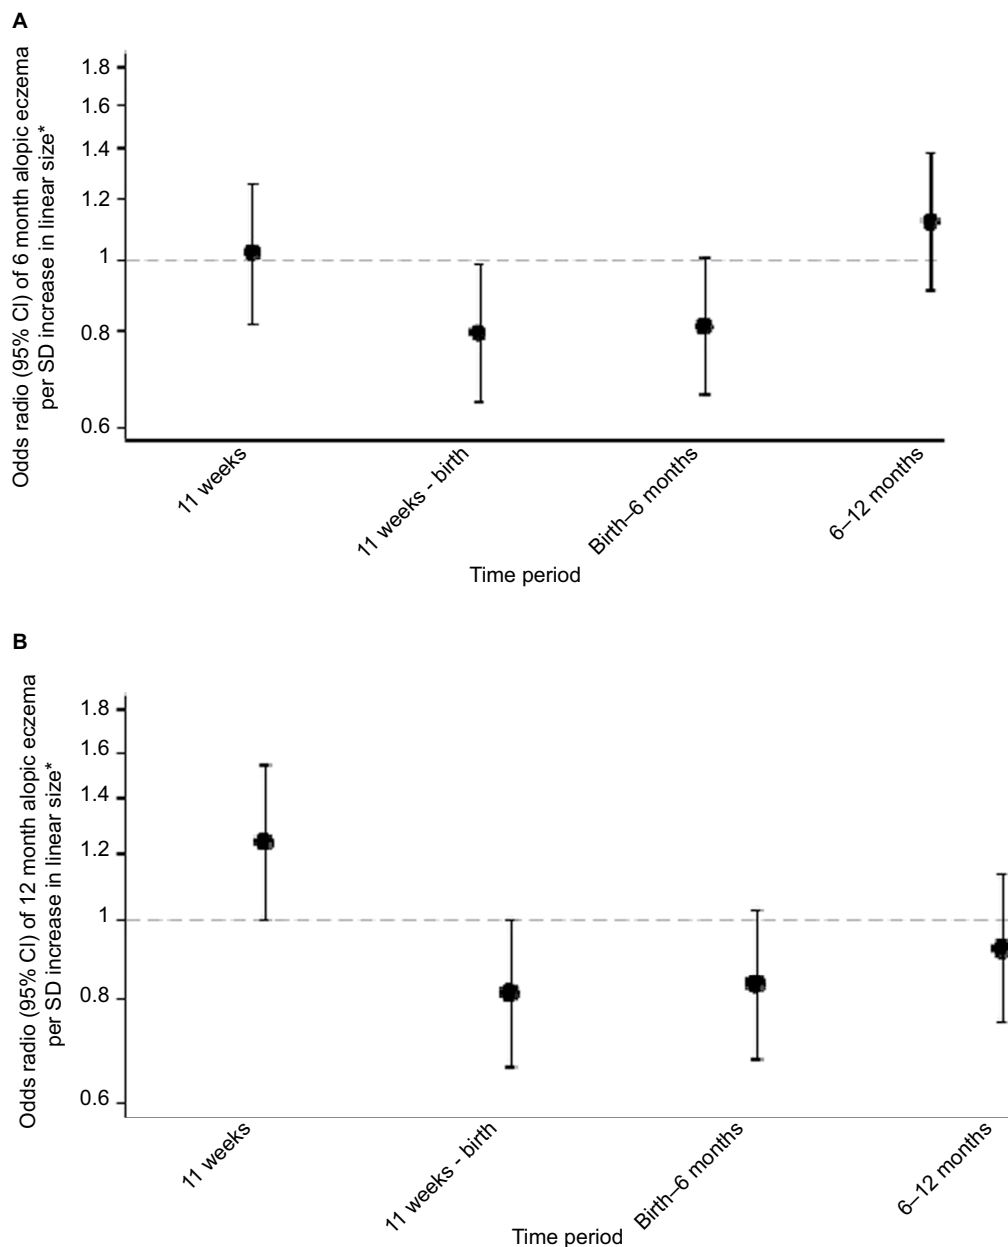 A
Odds radio (95% CI) of 6 month alopic eczema
per SD increase in linear size*
1.8
1.6
1.4
1.2
1
0.8
0.6
11 weeks
11 weeks - birth
Birth–6 months
6–12 months
Time period
B
Odds radio (95% CI) of 12 month alopic eczema
per SD increase in linear size*
1.8
1.6
1.4
1.2
1
0.8
0.6
11 weeks
11 weeks - birth
Birth–6 months
6–12 months
Time period